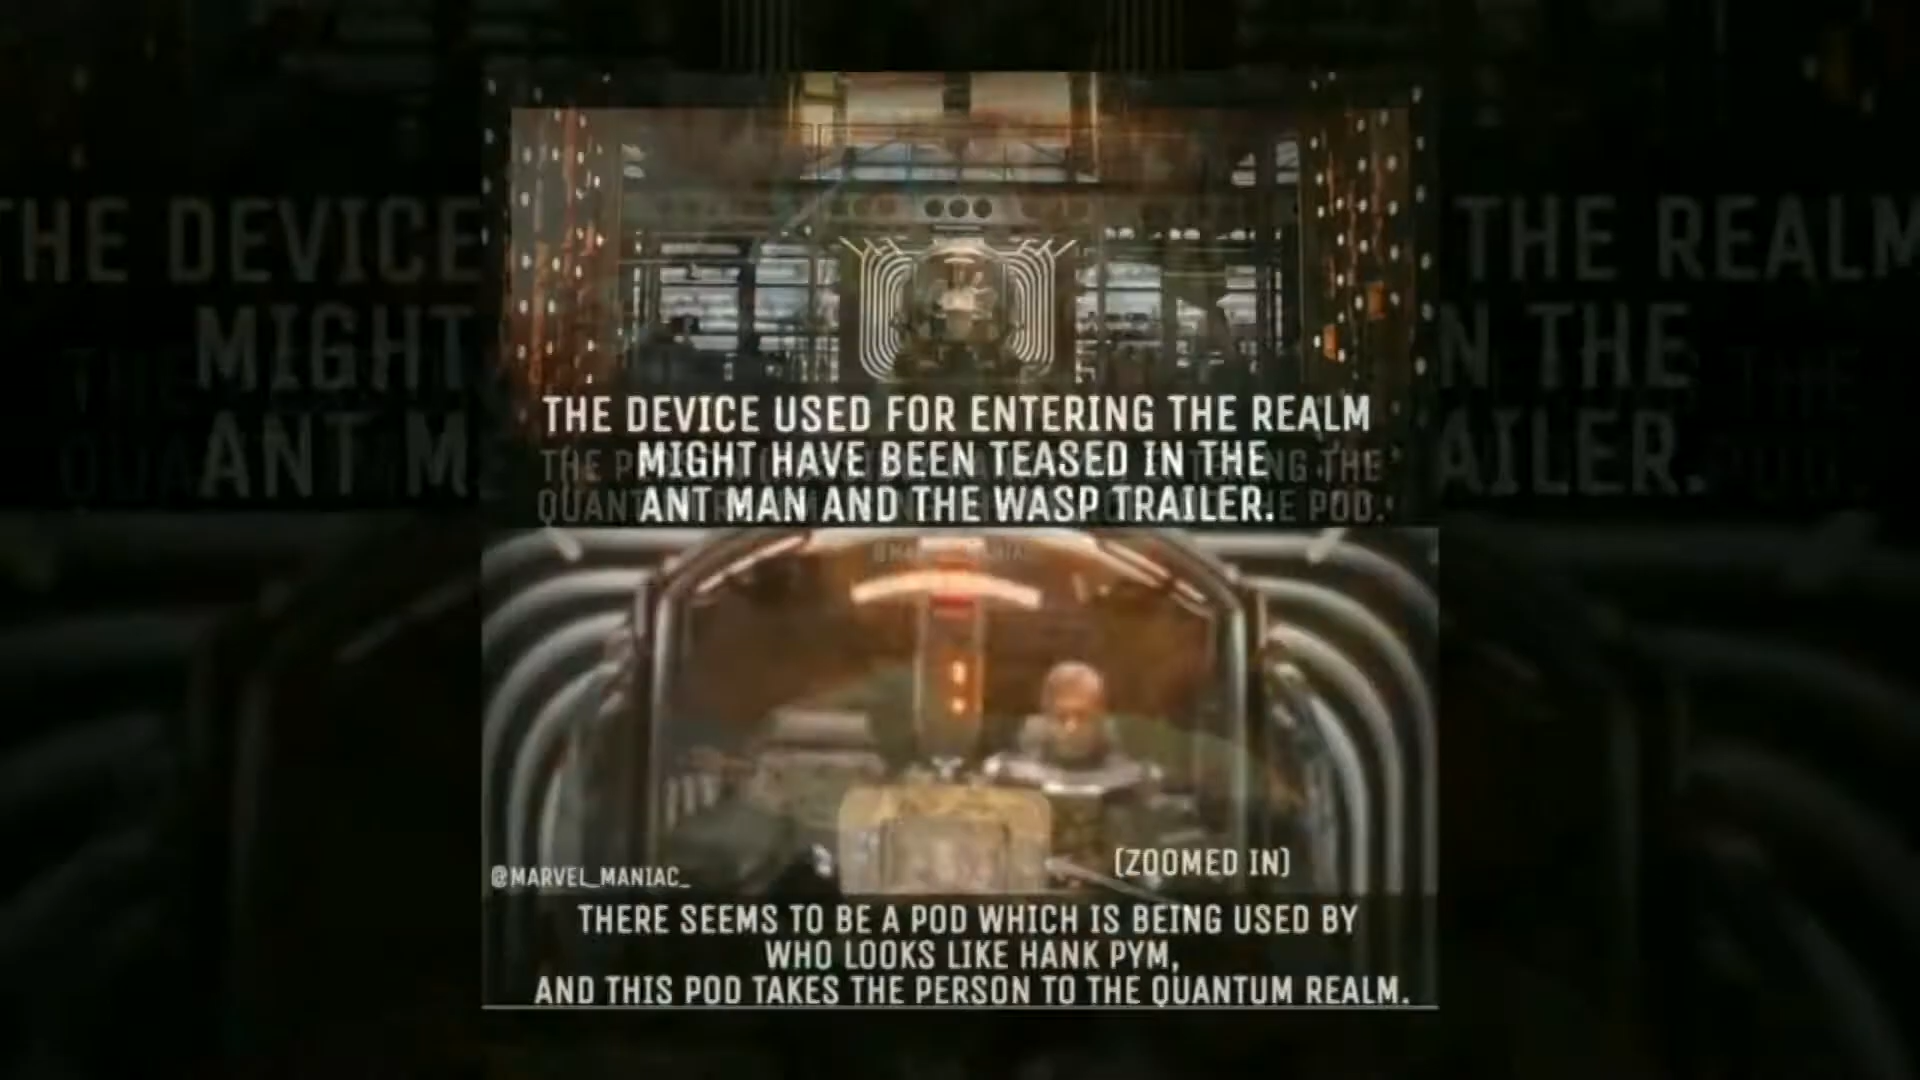 THE DEVICE USED FOR ENTERING THE REALM
MIGHT HAVE BEEN TEASED IN THE
ANT MAN AND THE WASP TRAILER.
@MARVEL_MANIAC_
(ZOOMED IN)
THERE SEEMS TO BE A POD WHICH IS BEING USED BY
WHO LOOKS LIKE HANK PYM,
AND THIS POD TAKES THE PERSON TO THE QUANTUM REALM.